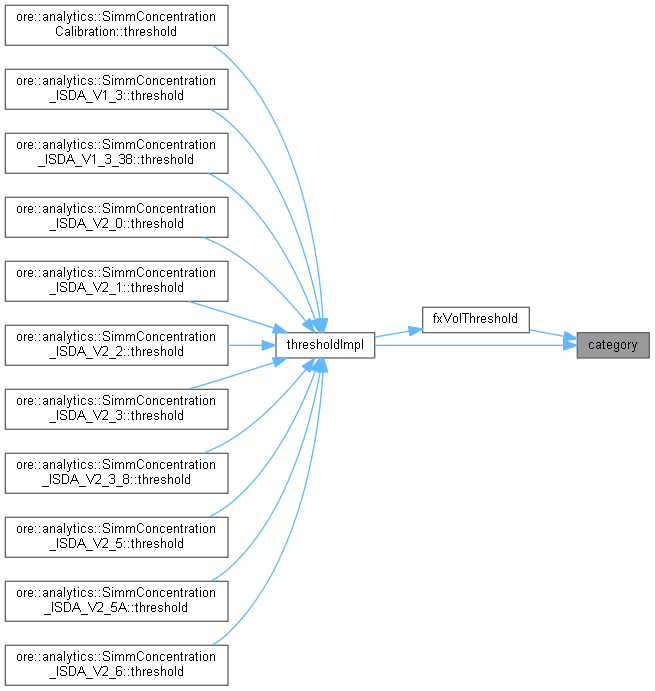 ore::analytics::SimmConcentration
Calibration::threshold
ore::analytics::SimmConcentration
_ISDA_V1_3::threshold
ore::analytics::SimmConcentration
_ISDA_V1_3_38::threshold
ore::analytics::SimmConcentration
_ISDA_V2_0::threshold
ore::analytics::SimmConcentration
_ISDA_V2_1::threshold
ore::analytics::SimmConcentration
_ISDA_V2_2::threshold
ore::analytics::SimmConcentration
_ISDA_V2_3::threshold
ore::analytics::SimmConcentration
_ISDA_V2_3_8::threshold
ore::analytics::SimmConcentration
_ISDA_V2_5::threshold
ore::analytics::SimmConcentration
_ISDA_V2_5A::threshold
ore::analytics::SimmConcentration
_ISDA_V2_6::threshold
thresholdImpl
fxVolThreshold
category